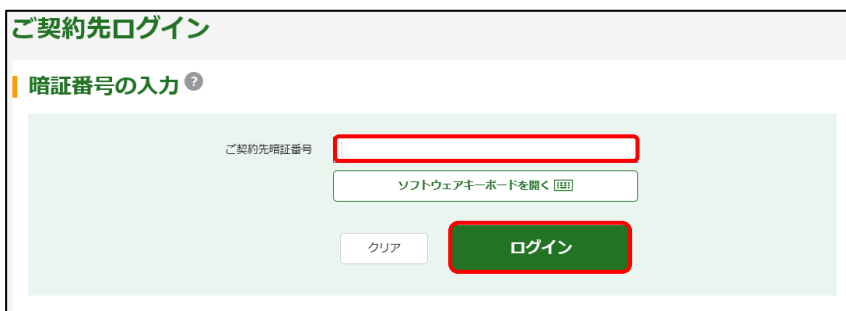 ご契約先ログイン
暗証番号の入力 ?
ご契約先暗証番号
ソフトウェアキーボードを開く
クリア
ログイン